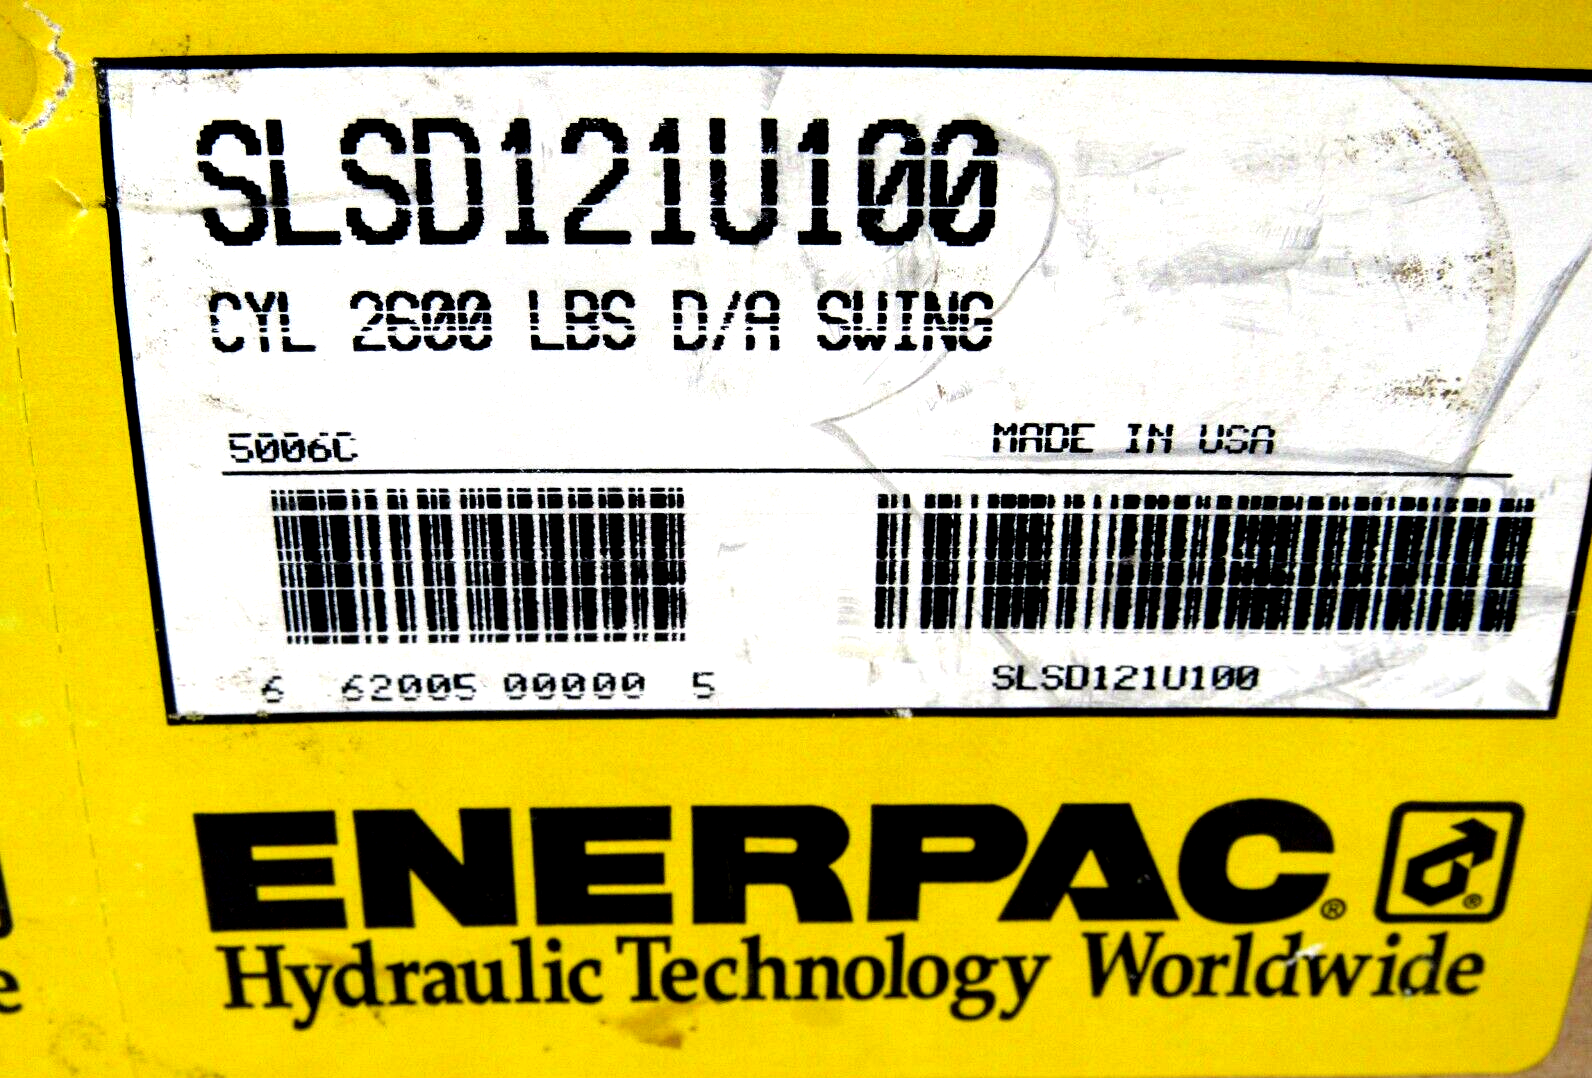 SLSD121U100
CYL 2600 LBS D/A SWING
5006C MADE IN USA
6 62005 00000 5
SLSD121U100
ENERPAC®
Hydraulic Technology Worldwide
e